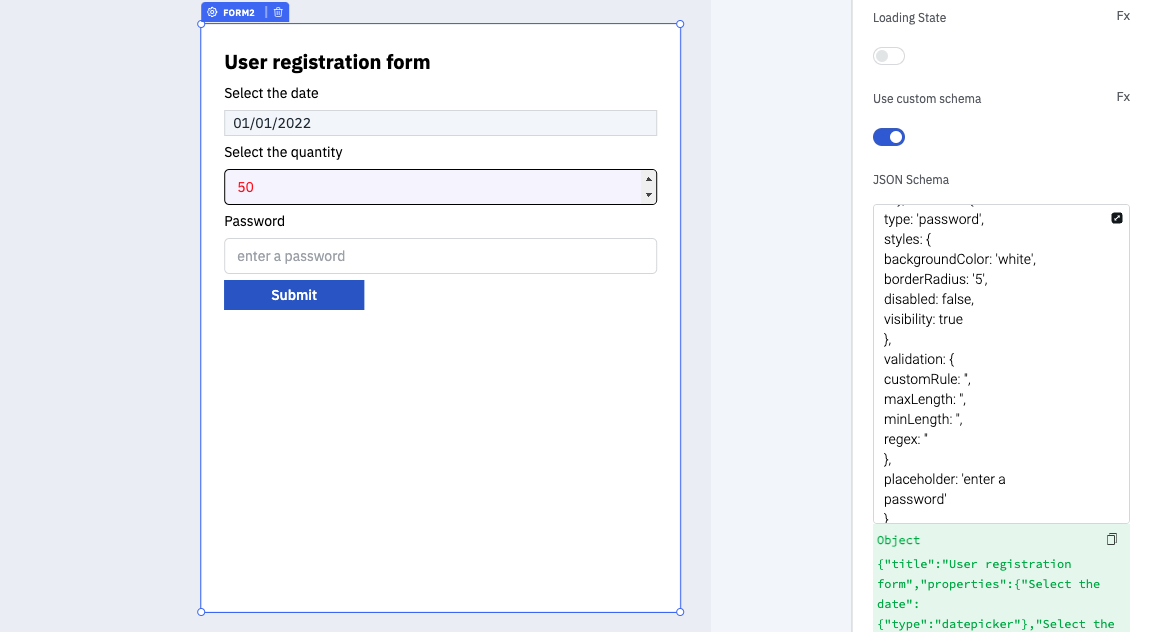 FORM2
User registration form
Select the date
01/01/2022
Select the quantity
50
Password
enter a password
Submit
Loading State
Fx
Use custom schema
Fx
JSON Schema
type: 'password',
styles: {
backgroundColor: 'white',
borderRadius: '5',
disabled: false,
visibility: true
},
validation: {
customRule: '',
maxLength: '',
minLength: '',
regex: ''
},
placeholder: 'enter a
password'
}
Object
{"title":"User registration
form","properties":{"Select the
date":
{"type":"datepicker"},"Select the